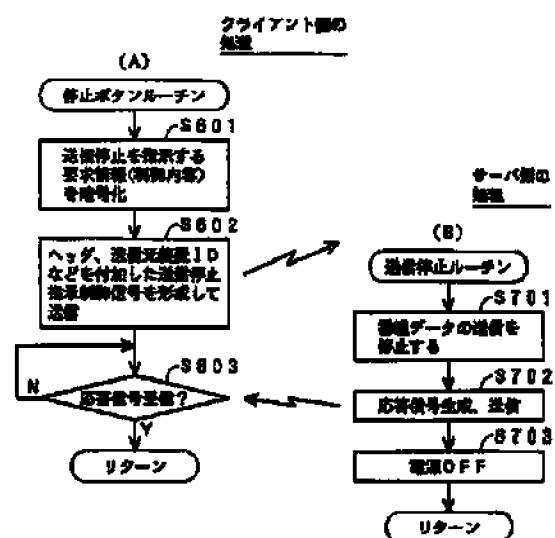 クライアント側の
処理
(A)
停止ボタンルーチン
S601
送信停止を指示する
要求情報(制御内容)
を暗号化
S602
ヘッダ、送信元装置ID
などを付加した送信停止
指示制御信号を形成して
送信
S603
応答信号受信?
N
Y
リターン
サーバ側の
処理
(B)
送信停止ルーチン
S701
番組データの送信を
停止する
S702
応答信号生成、送信
S703
電源OFF
リターン